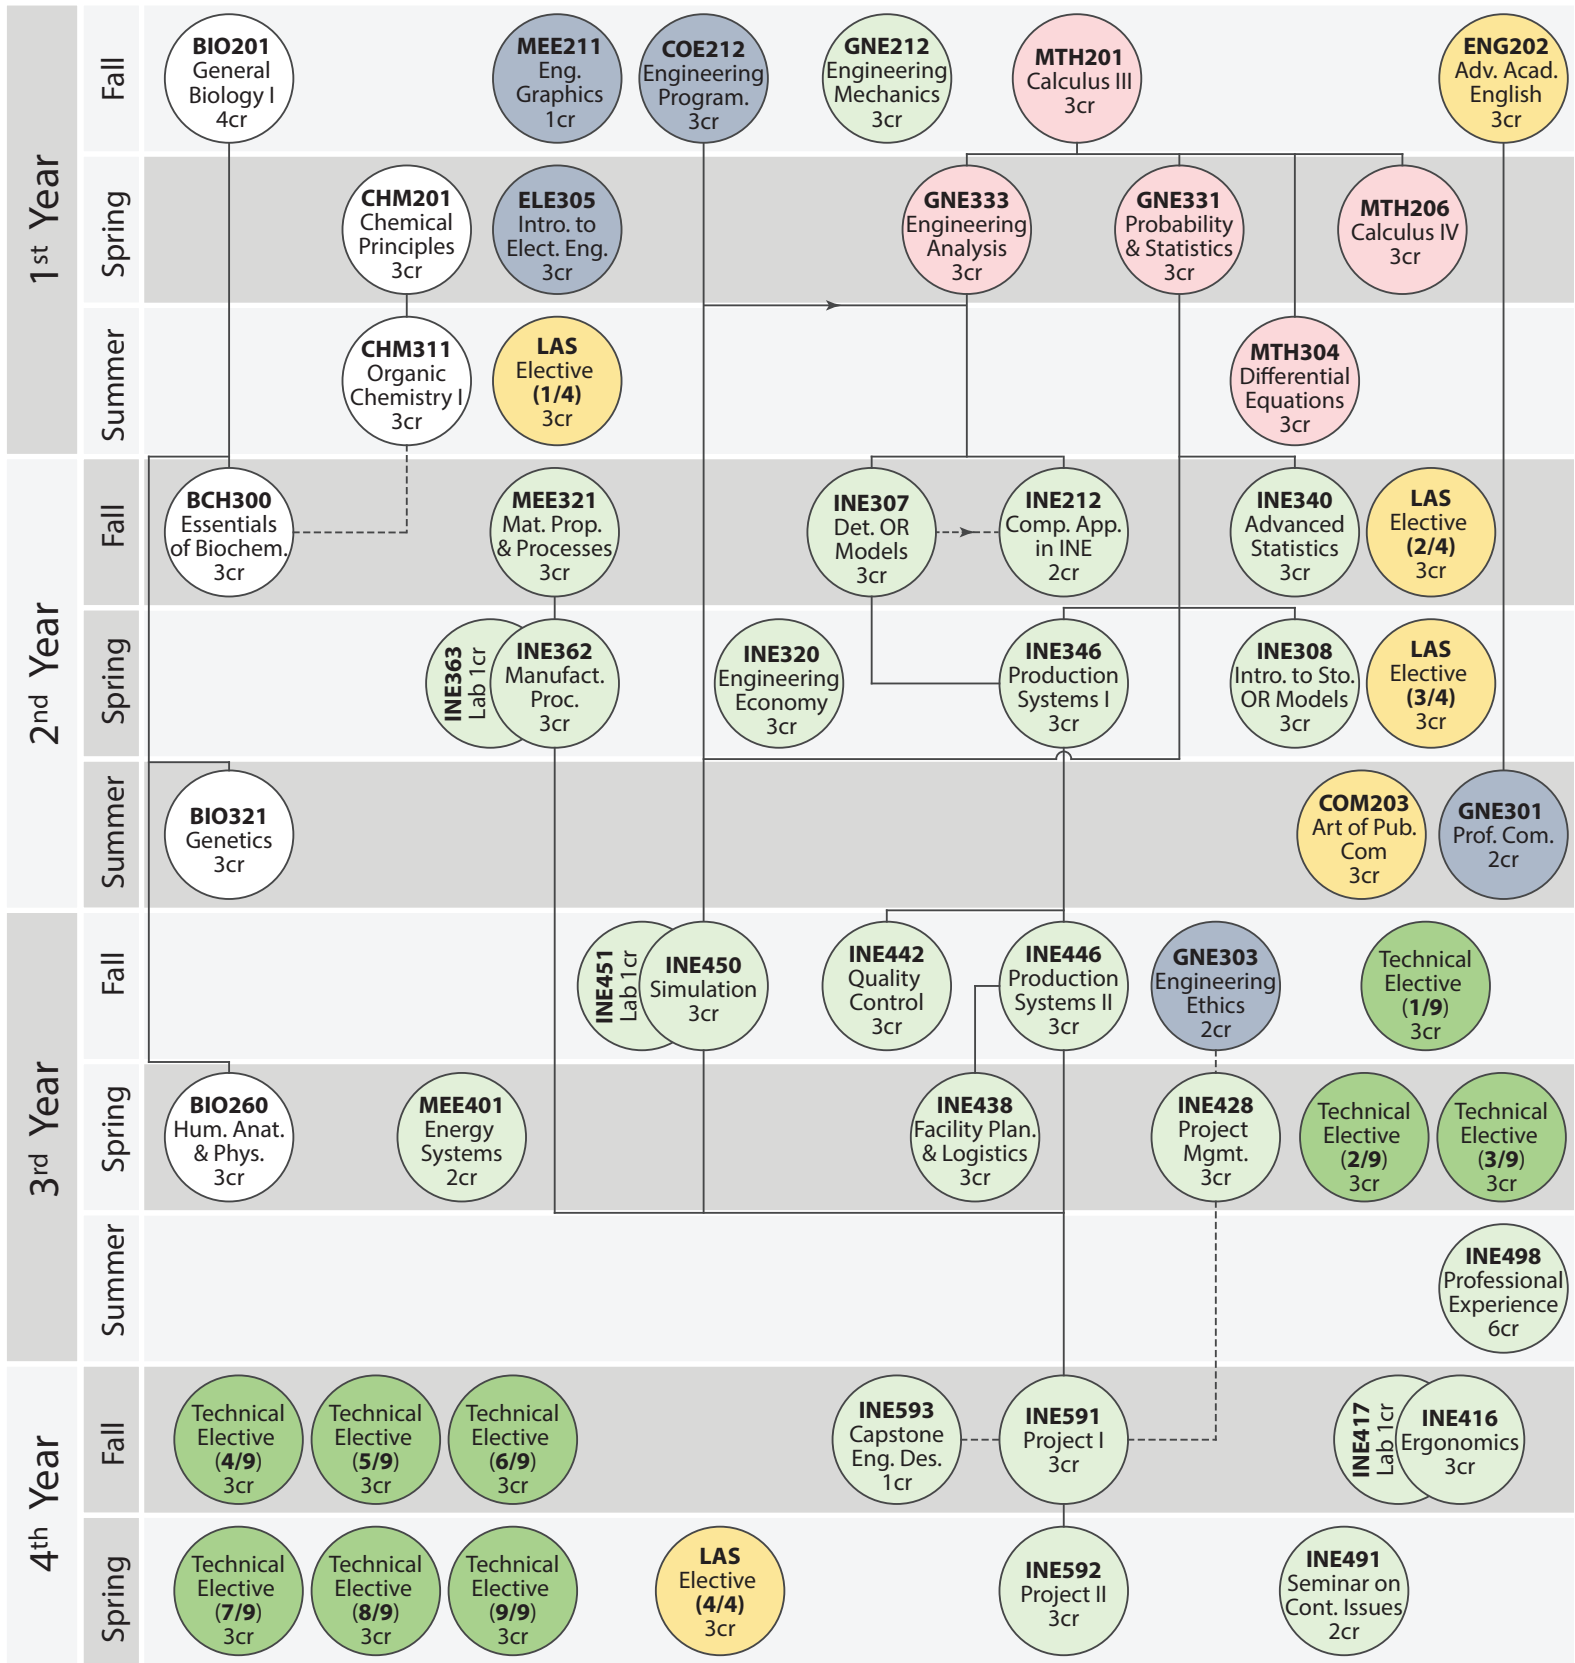 1st Year
Fall
BIO201
General
Biology I
4cr
MEE211
Eng.
Graphics
1cr
COE212
Engineering
Program.
3cr
GNE212
Engineering
Mechanics
3cr
MTH201
Calculus III
3cr
ENG202
Adv. Acad.
English
3cr
Spring
CHM201
Chemical
Principles
3cr
ELE305
Intro. to
Elect. Eng.
3cr
GNE333
Engineering
Analysis
3cr
GNE331
Probability
& Statistics
3cr
MTH206
Calculus IV
3cr
Summer
CHM311
Organic
Chemistry I
3cr
LAS
Elective
(1/4)
3cr
MTH304
Differential
Equations
3cr
2nd Year
Fall
BCH300
Essentials
of Biochem.
3cr
MEE321
Mat. Prop.
& Processes
3cr
INE307
Det. OR
Models
3cr
INE212
Comp. App.
in INE
2cr
INE340
Advanced
Statistics
3cr
LAS
Elective
(2/4)
3cr
Spring
INE363
Lab 1cr
INE362
Manufact.
Proc.
3cr
INE320
Engineering
Economy
3cr
INE346
Production
Systems I
3cr
INE308
Intro. to Sto.
OR Models
3cr
LAS
Elective
(3/4)
3cr
Summer
BIO321
Genetics
3cr
COM203
Art of Pub.
Com
3cr
GNE301
Prof. Com.
2cr
3rd Year
Fall
INE451
Lab 1cr
INE450
Simulation
3cr
INE442
Quality
Control
3cr
INE446
Production
Systems II
3cr
GNE303
Engineering
Ethics
2cr
Technical
Elective
(1/9)
3cr
Spring
BIO260
Hum. Anat.
& Phys.
3cr
MEE401
Energy
Systems
2cr
INE438
Facility Plan.
& Logistics
3cr
INE428
Project
Mgmt.
3cr
Technical
Elective
(2/9)
3cr
Technical
Elective
(3/9)
3cr
Summer
INE498
Professional
Experience
6cr
4th Year
Fall
Technical
Elective
(4/9)
3cr
Technical
Elective
(5/9)
3cr
Technical
Elective
(6/9)
3cr
INE593
Capstone
Eng. Des.
1cr
INE591
Project I
3cr
INE417
Lab 1cr
INE416
Ergonomics
3cr
Spring
Technical
Elective
(7/9)
3cr
Technical
Elective
(8/9)
3cr
Technical
Elective
(9/9)
3cr
LAS
Elective
(4/4)
3cr
INE592
Project II
3cr
INE491
Seminar on
Cont. Issues
2cr